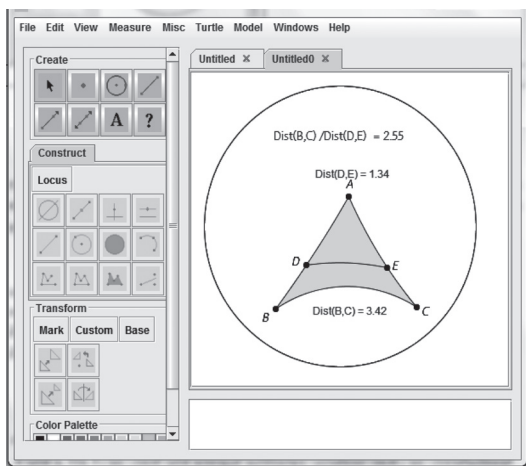 File Edit View Measure Misc Turtle Model Windows Help
Create
A ?
Construct
Locus
Transform
Mark Custom Base
Color Palette
Untitled × Untitled0 ×
Dist(B,C) /Dist(D,E) = 2.55
Dist(D,E) = 1.34
A
D
E
B
Dist(B,C) = 3.42
C